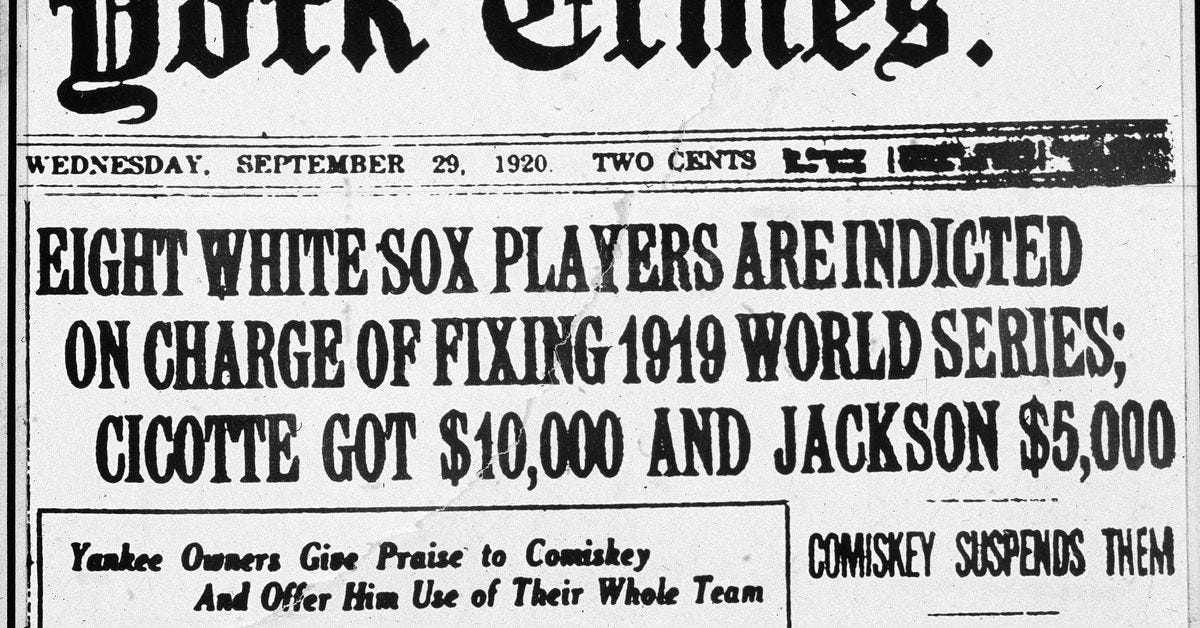 York Times.
WEDNESDAY, SEPTEMBER 29, 1920. TWO CENTS
EIGHT WHITE SOX PLAYERS ARE INDICTED
ON CHARGE OF FIXING 1919 WORLD SERIES;
CICOTTE GOT $10,000 AND JACKSON $5,000
Yankee Owners Give Praise to Comiskey
And Offer Him Use of Their Whole Team
COMISKEY SUSPENDS THEM